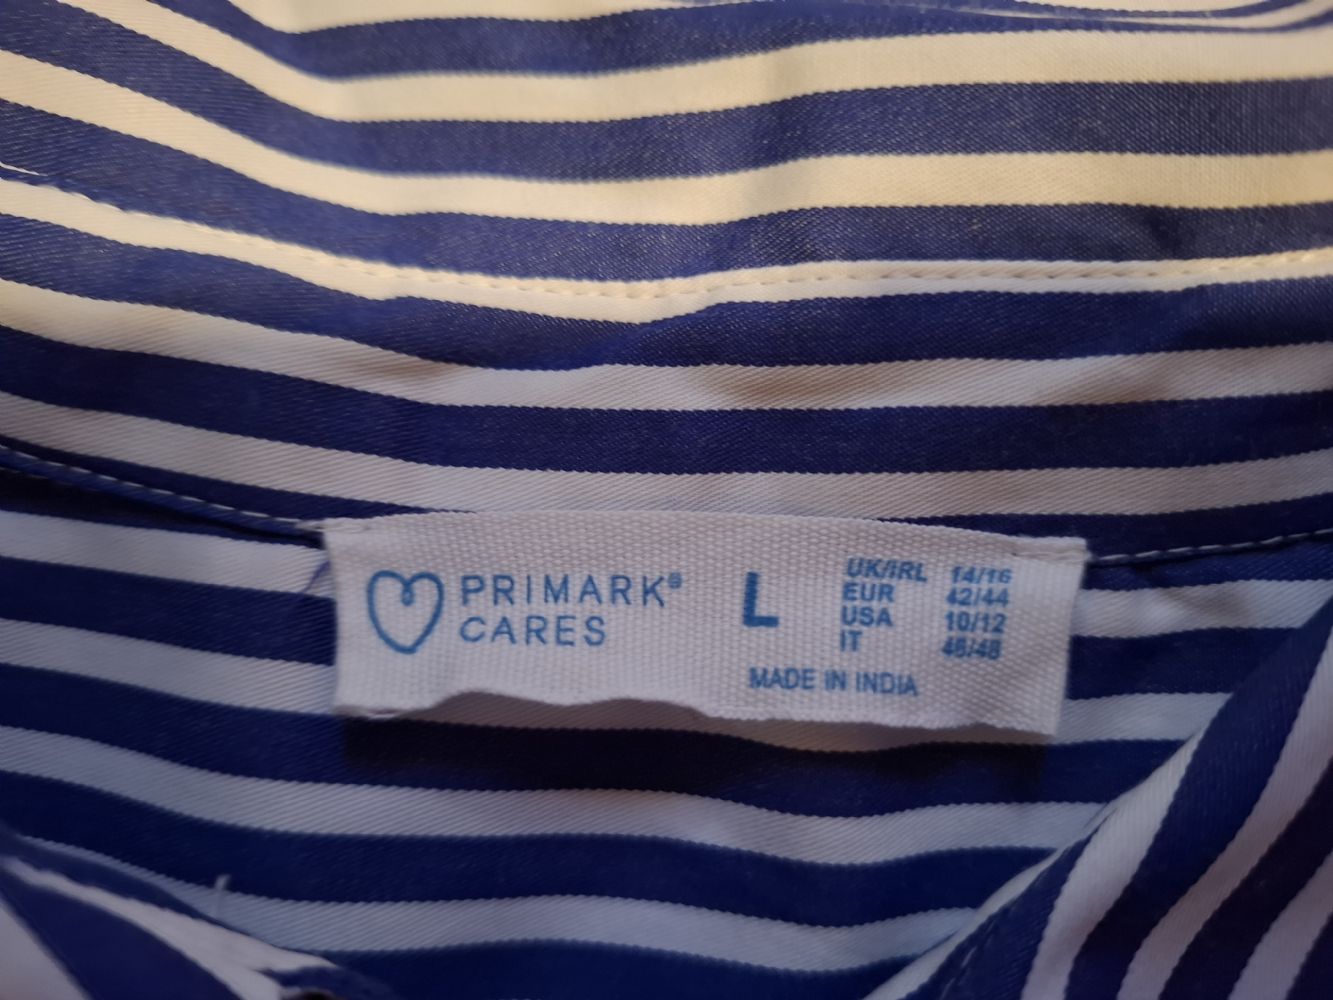 PRIMARK®
CARES
L
UK/IRL 14/16
EUR 42/44
USA 10/12
IT 46/48
MADE IN INDIA